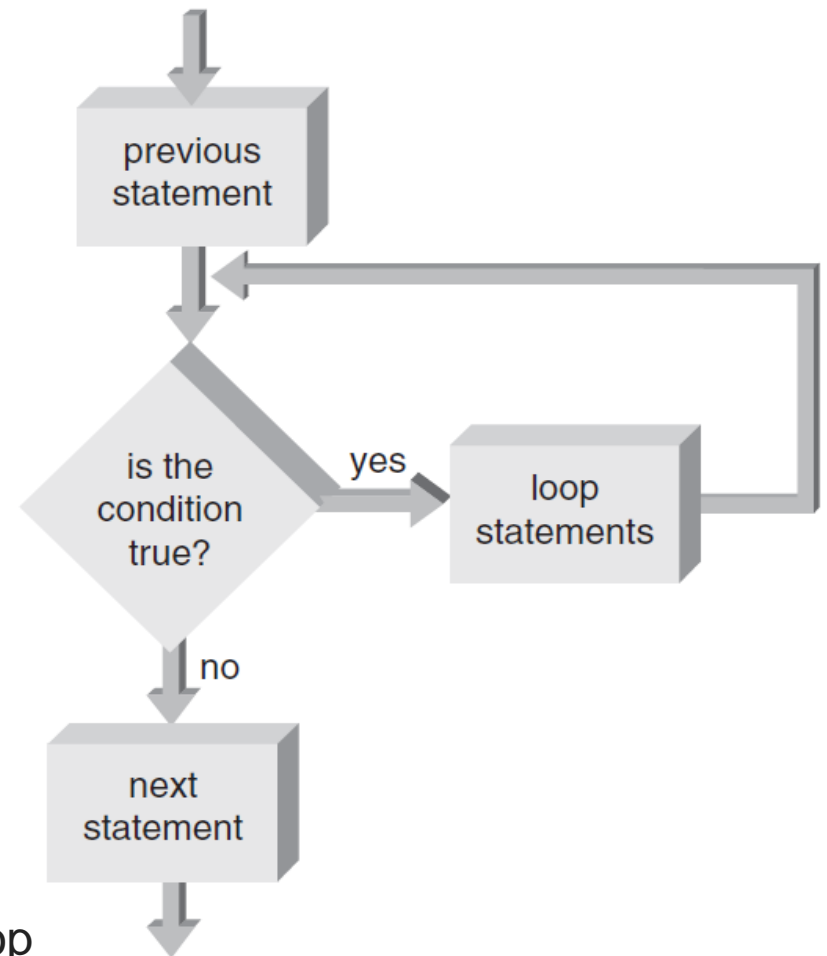 previous
statement
is the
condition
true?
yes
loop
statements
no
next
statement